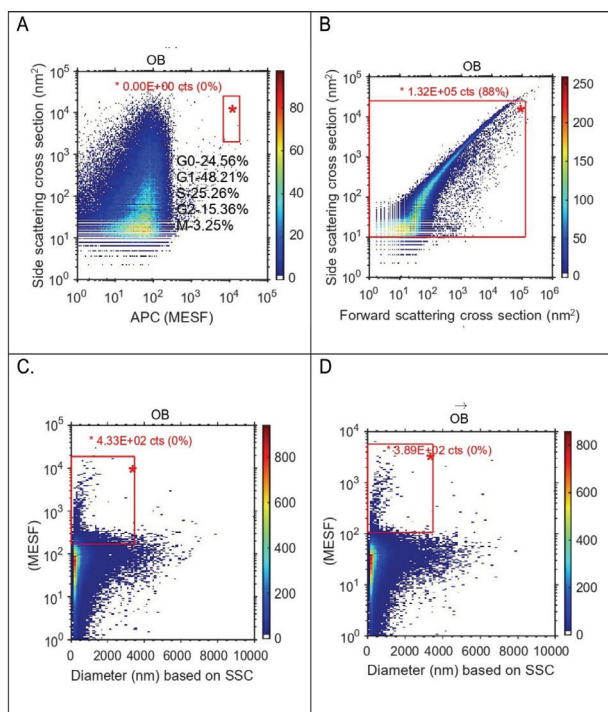 A
OB
* 0.00E+00 cts (0%)
*
G0-24.56%
G1-48.21%
S-25.26%
G2-15.36%
M-3.25%
Side scattering cross section (nm²)
10⁵
10⁴
10³
10²
10¹
10⁰
10⁰ 10¹ 10² 10³ 10⁴ 10⁵
APC (MESF)
80
60
40
20
0
B
OB
* 1.32E+05 cts (88%)
*
Side scattering cross section (nm²)
10⁵
10⁴
10³
10²
10¹
10⁰
10⁰ 10¹ 10² 10³ 10⁴ 10⁵ 10⁶
Forward scattering cross section (nm²)
250
200
150
100
50
0
C.
OB
* 4.33E+02 cts (0%)
*
(MESF)
10⁵
10⁴
10³
10²
10¹
10⁰
0 2000 4000 6000 8000 10000
Diameter (nm) based on SSC
800
600
400
200
0
D
→
OB
* 3.89E+02 cts (0%)
*
(MESF)
10⁴
10³
10²
10¹
10⁰
0 2000 4000 6000 8000 10000
Diameter (nm) based on SSC
800
600
400
200
0